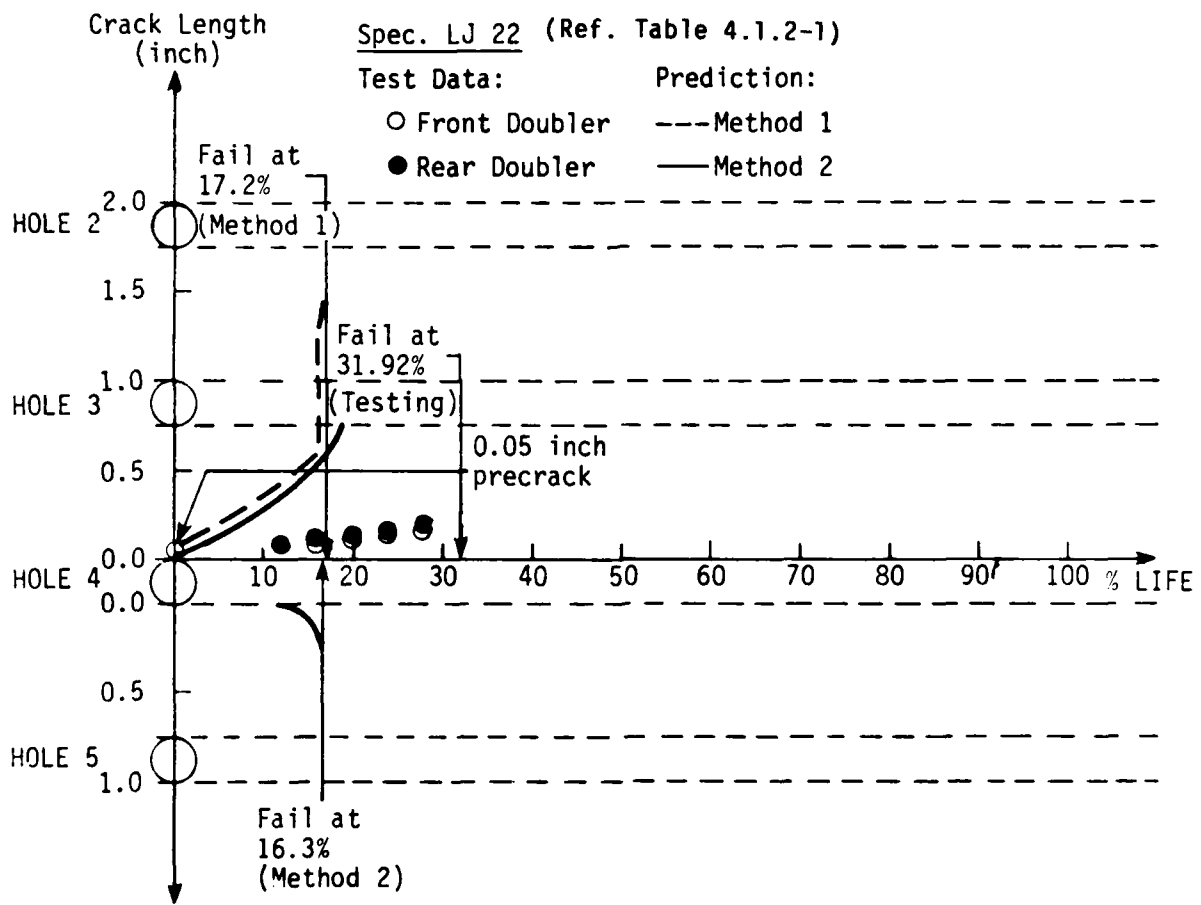 Crack Length
(inch)
Spec. LJ 22 (Ref. Table 4.1.2-1)
Test Data:
Prediction:
Front Doubler
Method 1
Rear Doubler
Method 2
Fail at
17.2%
(Method 1)
HOLE 2
2.0
1.5
Fail at
31.92%
(Testing)
1.0
HOLE 3
0.5
0.05 inch
precrack
0.0
HOLE 4
0.0
10 20 30 40 50 60 70 80 90 100 % LIFE
0.5
HOLE 5
1.0
Fail at
16.3%
(Method 2)